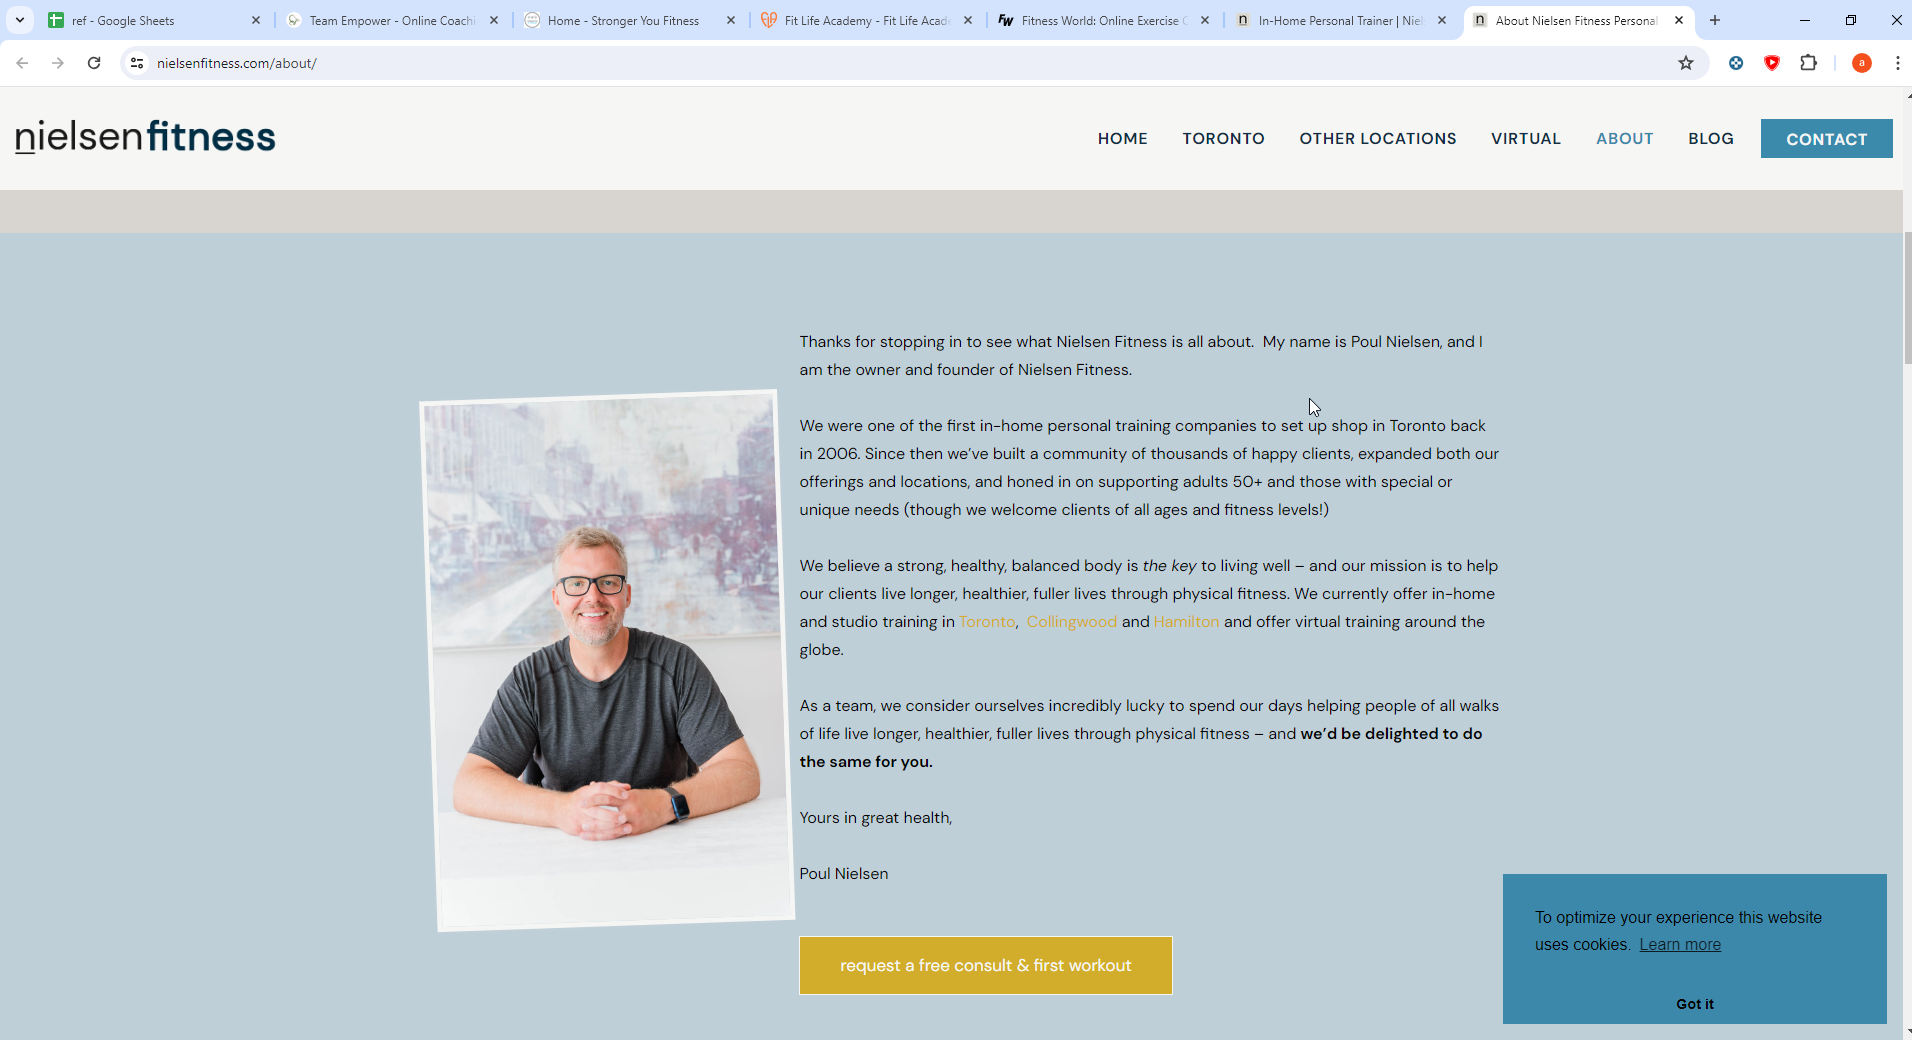 ref - Google Sheets
Team Empower - Online Coachi
Home - Stronger You Fitness
Fit Life Academy - Fit Life Acad
Fitness World: Online Exercise C
In-Home Personal Trainer | Niel
About Nielsen Fitness Personal
nielsenfitness.com/about/
a
nielsenfitness
HOME
TORONTO
OTHER LOCATIONS
VIRTUAL
ABOUT
BLOG
CONTACT
Thanks for stopping in to see what Nielsen Fitness is all about.  My name is Poul Nielsen, and I
am the owner and founder of Nielsen Fitness.
We were one of the first in-home personal training companies to set up shop in Toronto back
in 2006. Since then we’ve built a community of thousands of happy clients, expanded both our
offerings and locations, and honed in on supporting adults 50+ and those with special or
unique needs (though we welcome clients of all ages and fitness levels!)
We believe a strong, healthy, balanced body is the key to living well – and our mission is to help
our clients live longer, healthier, fuller lives through physical fitness. We currently offer in-home
and studio training in Toronto,  Collingwood and Hamilton and offer virtual training around the
globe.
As a team, we consider ourselves incredibly lucky to spend our days helping people of all walks
of life live longer, healthier, fuller lives through physical fitness – and we’d be delighted to do
the same for you.
Yours in great health,
Poul Nielsen
request a free consult & first workout
To optimize your experience this website
uses cookies. Learn more
Got it